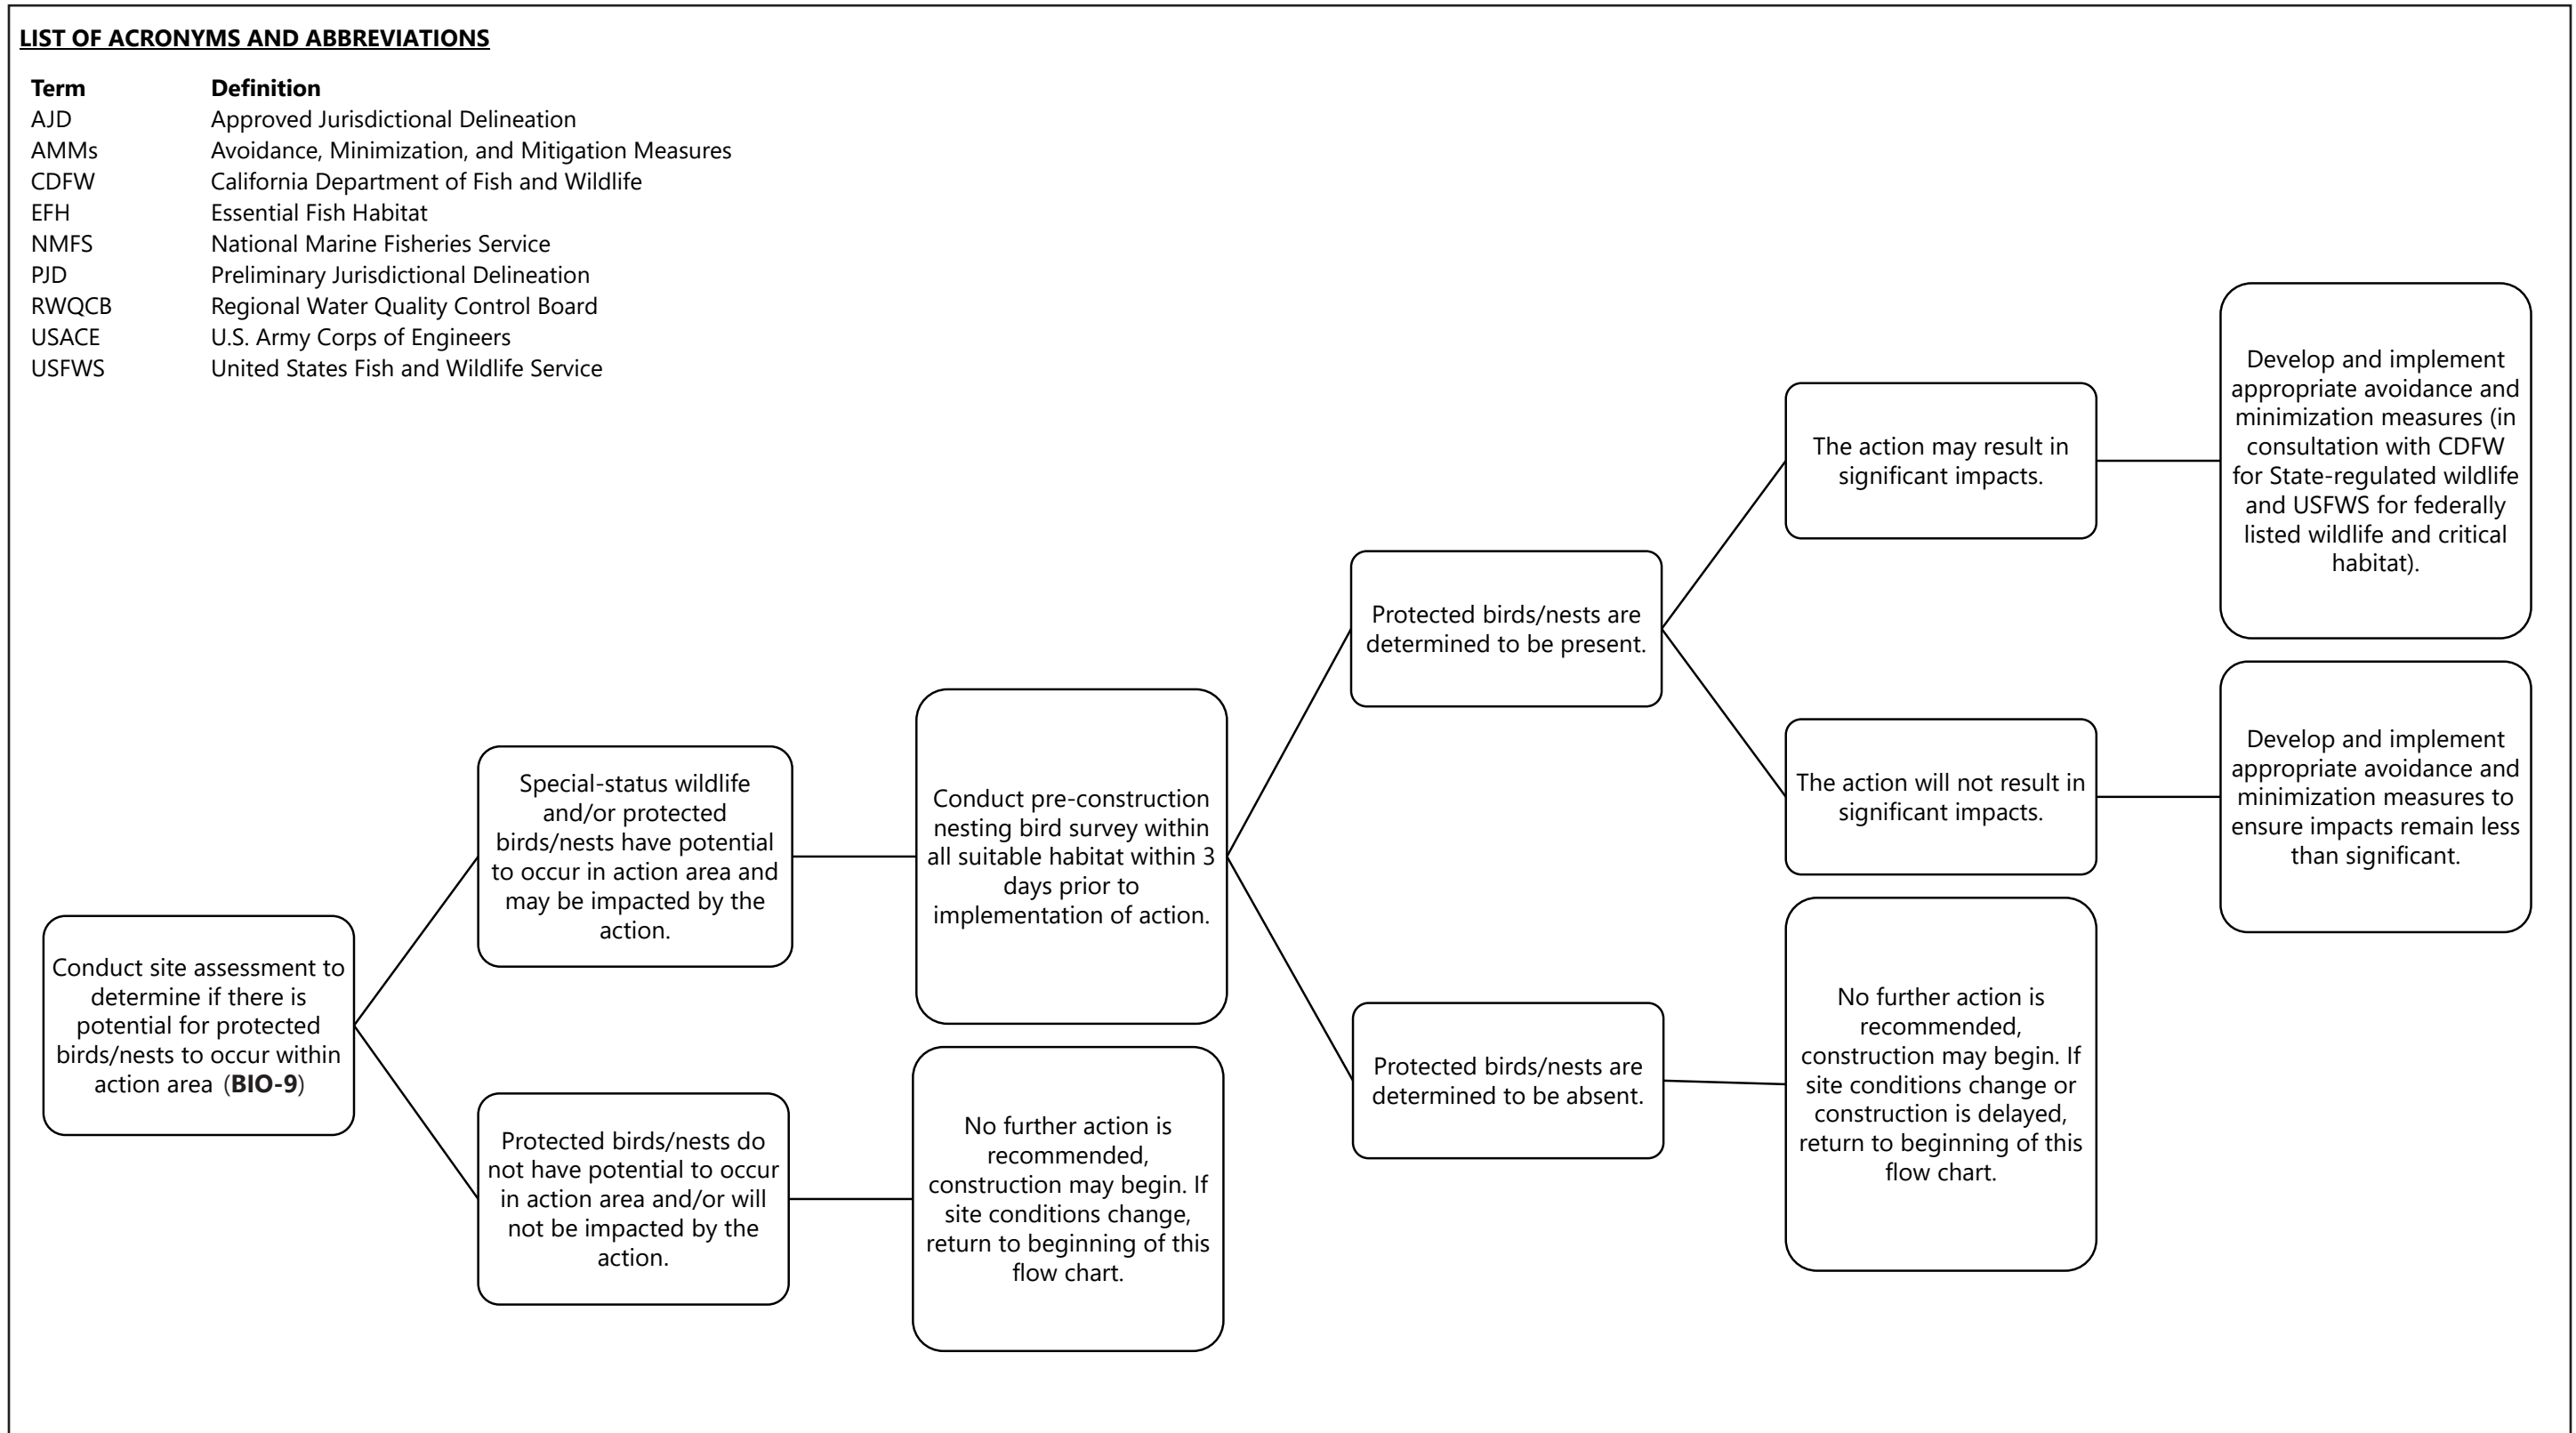 LIST OF ACRONYMS AND ABBREVIATIONS
Term Definition
AJD Approved Jurisdictional Delineation
AMMs Avoidance, Minimization, and Mitigation Measures
CDFW California Department of Fish and Wildlife
EFH Essential Fish Habitat
NMFS National Marine Fisheries Service
PJD Preliminary Jurisdictional Delineation
RWQCB Regional Water Quality Control Board
USACE U.S. Army Corps of Engineers
USFWS United States Fish and Wildlife Service
Conduct site assessment to
determine if there is
potential for protected
birds/nests to occur within
action area (BIO-9)
Special-status wildlife
and/or protected
birds/nests have potential
to occur in action area and
may be impacted by the
action.
Protected birds/nests do
not have potential to occur
in action area and/or will
not be impacted by the
action.
Conduct pre-construction
nesting bird survey within
all suitable habitat within 3
days prior to
implementation of action.
No further action is
recommended,
construction may begin. If
site conditions change,
return to beginning of this
flow chart.
Protected birds/nests are
determined to be present.
Protected birds/nests are
determined to be absent.
The action may result in
significant impacts.
The action will not result in
significant impacts.
No further action is
recommended,
construction may begin. If
site conditions change or
construction is delayed,
return to beginning of this
flow chart.
Develop and implement
appropriate avoidance and
minimization measures (in
consultation with CDFW
for State-regulated wildlife
and USFWS for federally
listed wildlife and critical
habitat).
Develop and implement
appropriate avoidance and
minimization measures to
ensure impacts remain less
than significant.